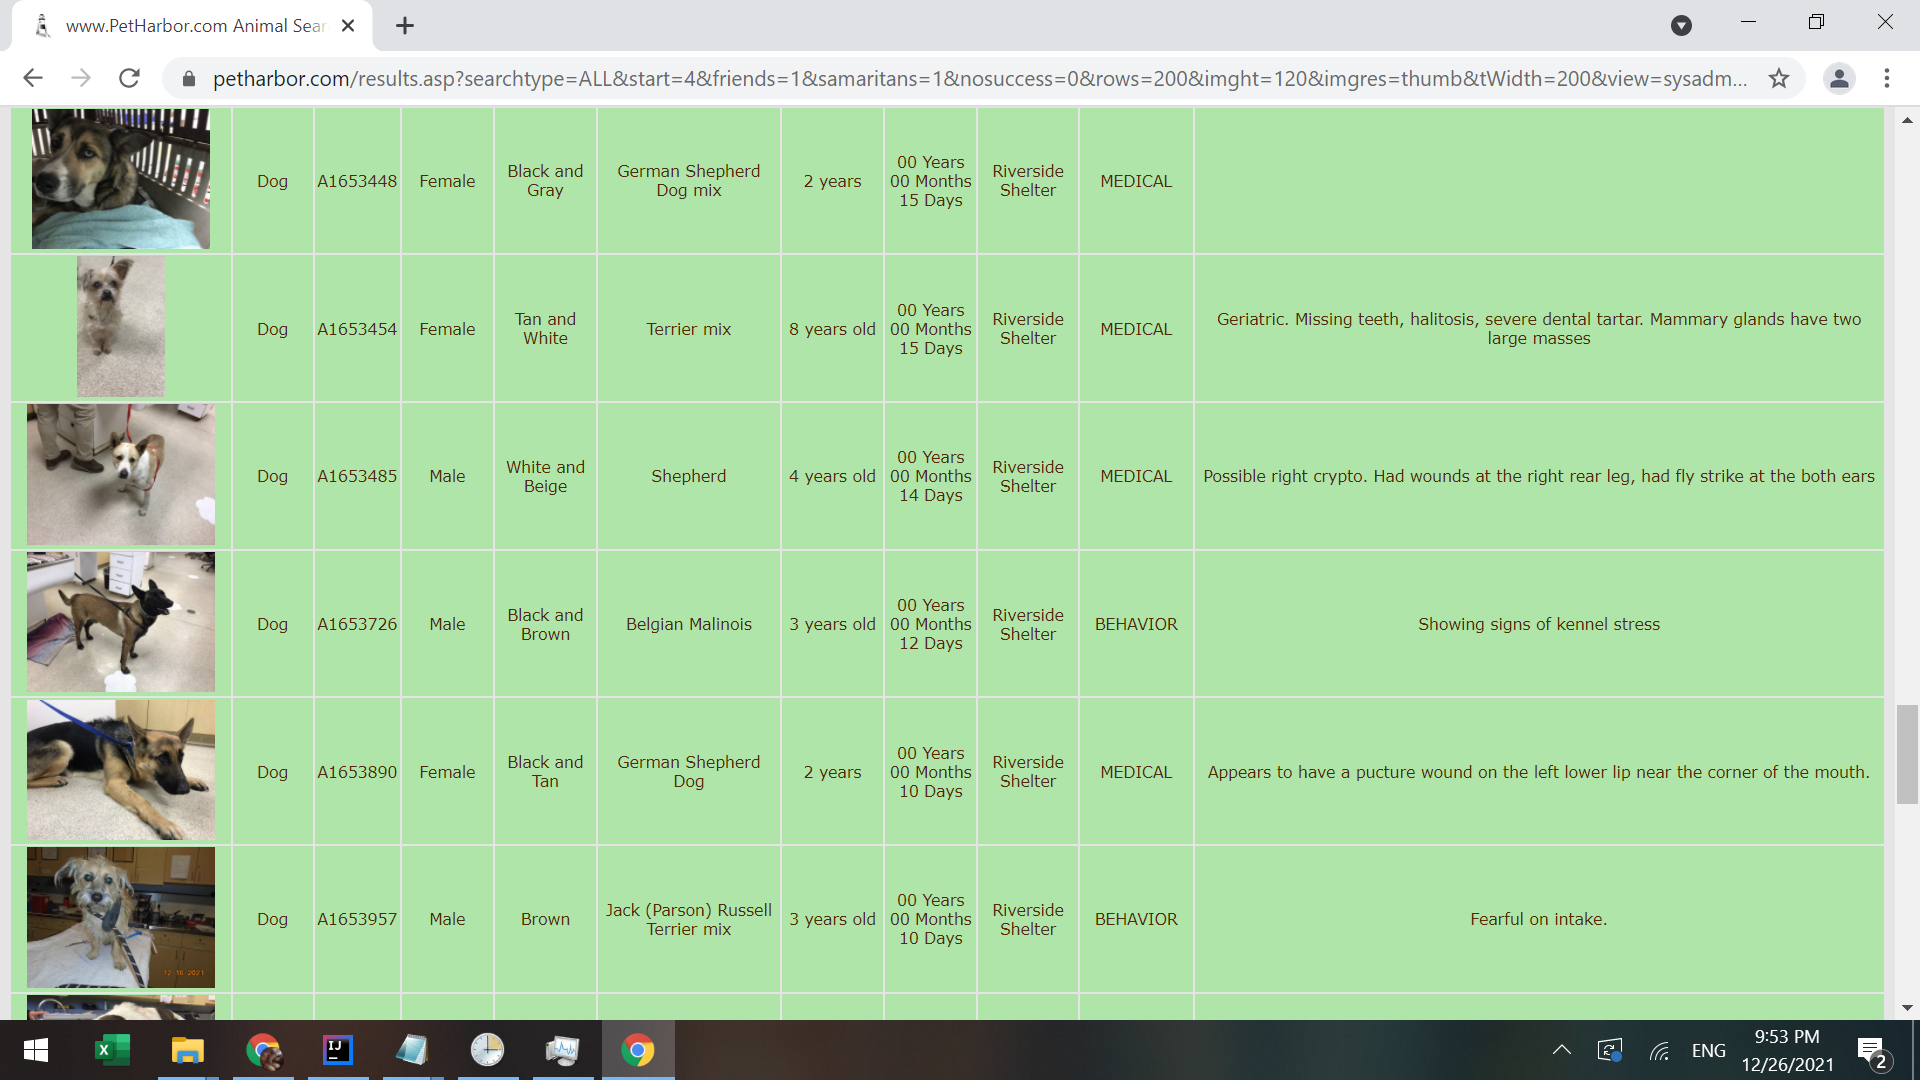 www.PetHarbor.com Animal Sear
petharbor.com/results.asp?searchtype=ALL&start=4&friends=1&samaritans=1&nosuccess=0&rows=200&imght=120&imgres=thumb&tWidth=200&view=sysadm...
Dog
A1653448
Female
Black and
Gray
German Shepherd
Dog mix
2 years
00 Years
00 Months
15 Days
Riverside
Shelter
MEDICAL
Dog
A1653454
Female
Tan and
White
Terrier mix
8 years old
00 Years
00 Months
15 Days
Riverside
Shelter
MEDICAL
Geriatric. Missing teeth, halitosis, severe dental tartar. Mammary glands have two
large masses
Dog
A1653485
Male
White and
Beige
Shepherd
4 years old
00 Years
00 Months
14 Days
Riverside
Shelter
MEDICAL
Possible right crypto. Had wounds at the right rear leg, had fly strike at the both ears
Dog
A1653726
Male
Black and
Brown
Belgian Malinois
3 years old
00 Years
00 Months
12 Days
Riverside
Shelter
BEHAVIOR
Showing signs of kennel stress
Dog
A1653890
Female
Black and
Tan
German Shepherd
Dog
2 years
00 Years
00 Months
10 Days
Riverside
Shelter
MEDICAL
Appears to have a pucture wound on the left lower lip near the corner of the mouth.
Dog
A1653957
Male
Brown
Jack (Parson) Russell
Terrier mix
3 years old
00 Years
00 Months
10 Days
Riverside
Shelter
BEHAVIOR
Fearful on intake.
12-16-2021
X
IJ
ENG
9:53 PM
12/26/2021
2